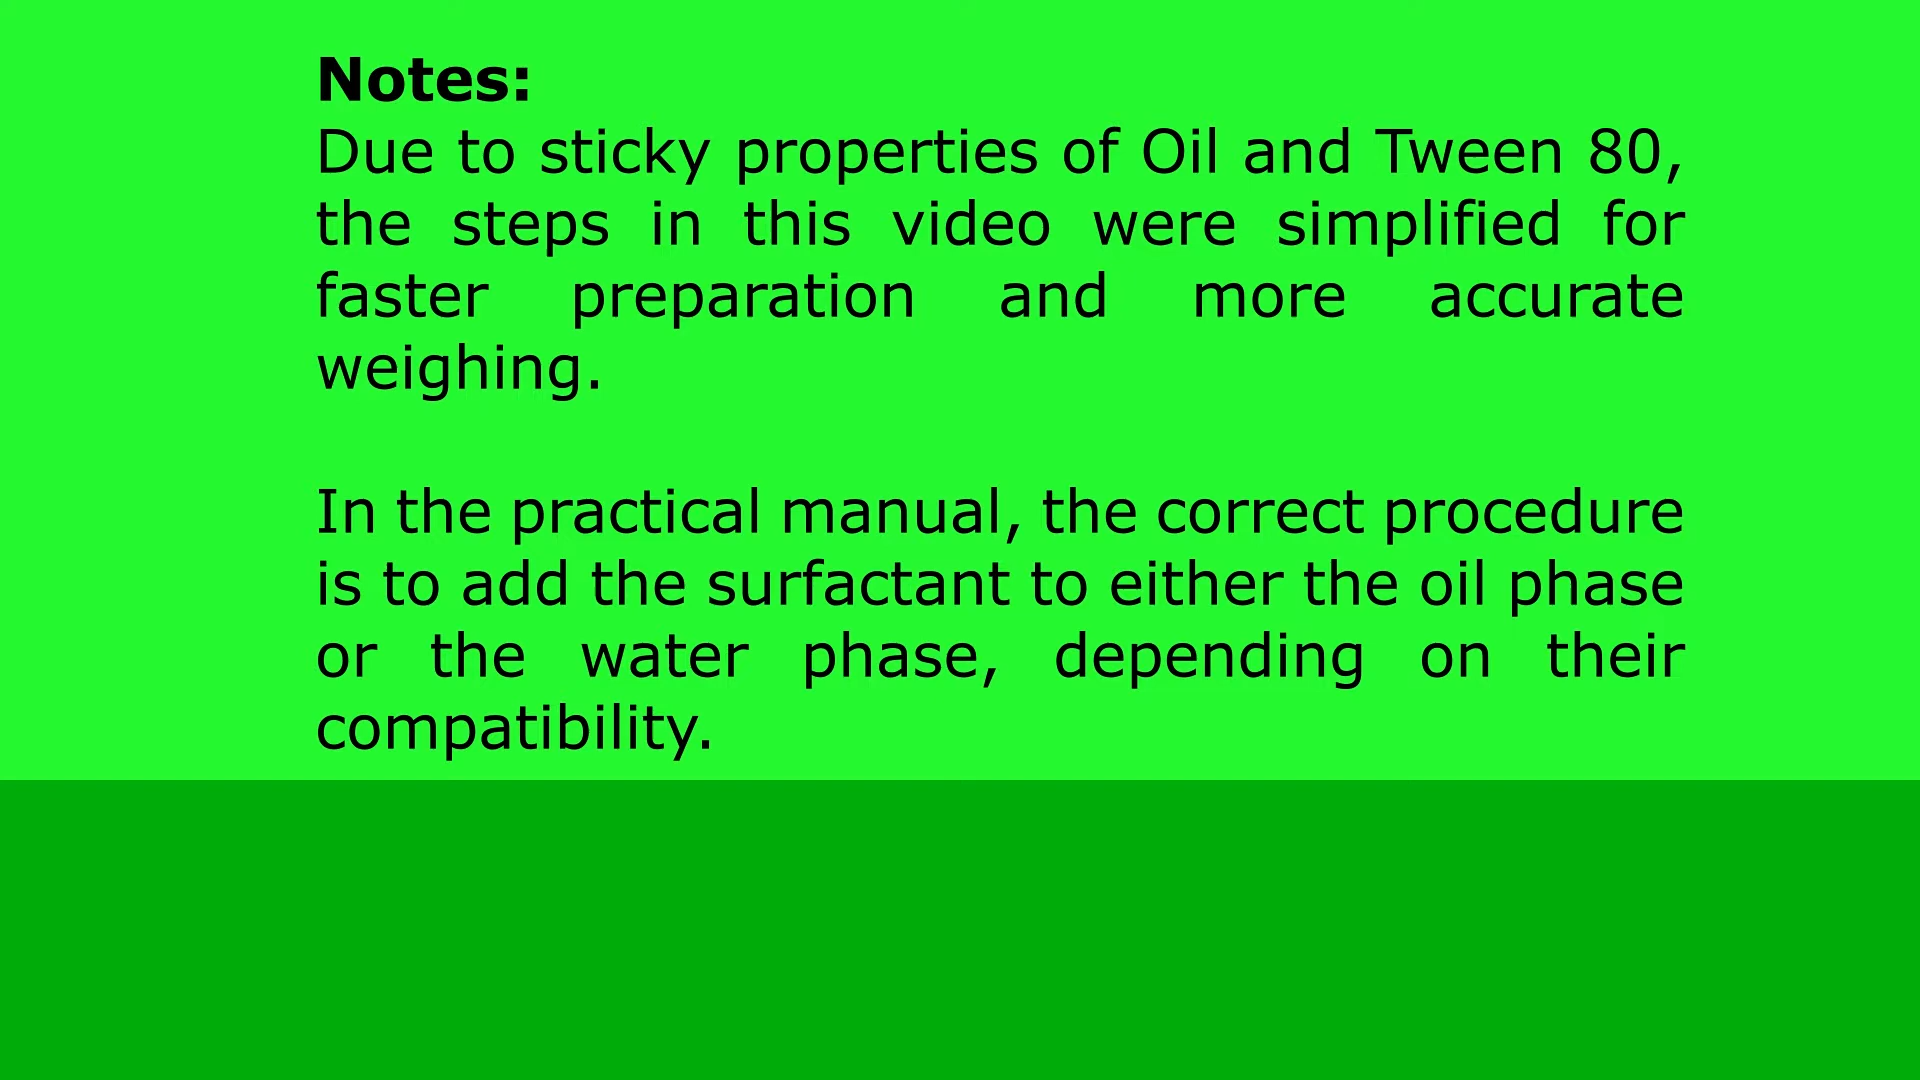 Notes:
Due to sticky properties of Oil and Tween 80,
the steps in this video were simplified for
faster preparation and more accurate
weighing.
In the practical manual, the correct procedure
is to add the surfactant to either the oil phase
or the water phase, depending on their
compatibility.